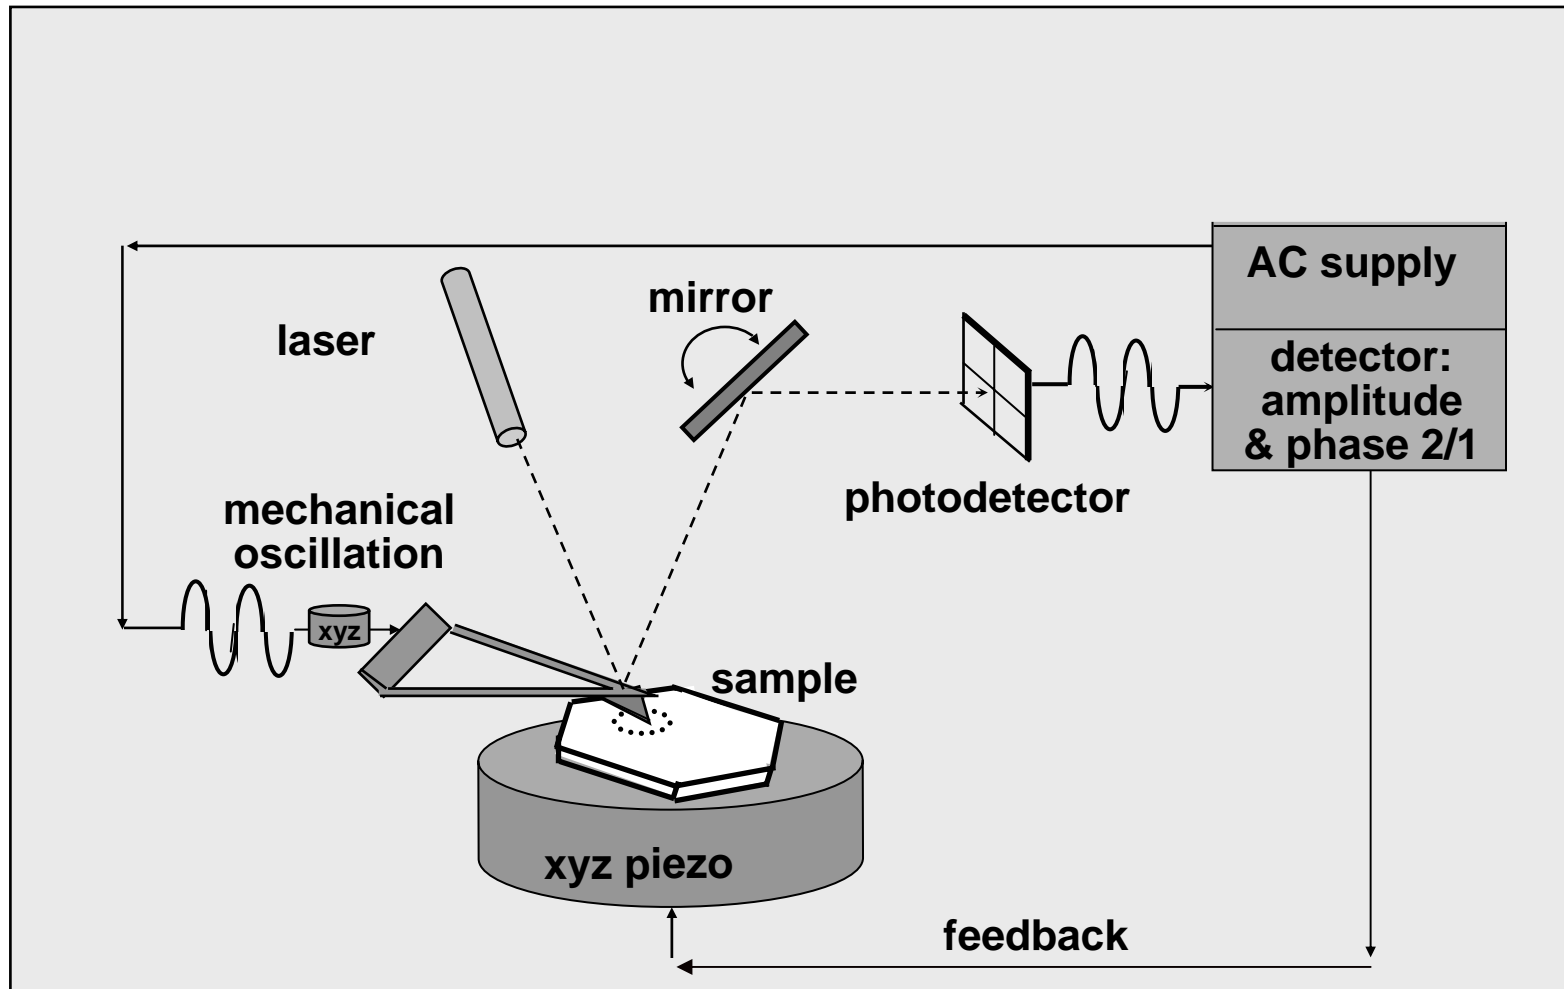 AC supply
mirror
laser
detector:
amplitude
& phase 2/1
photodetector
mechanical
oscillation
xyz
sample
xyz piezo
feedback